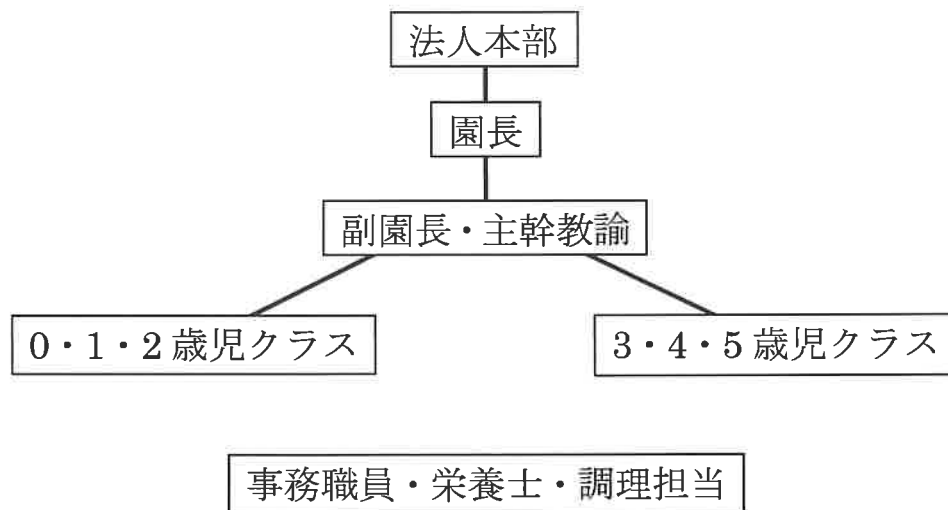 法人本部
園長
副園長・主幹教諭
0・1・2歳児クラス
3・4・5歳児クラス
事務職員・栄養士・調理担当